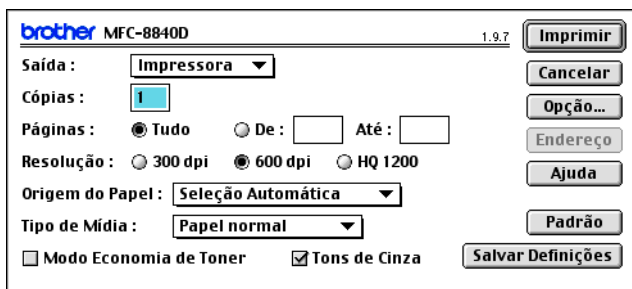 brother MFC-8840D 1.9.7 Imprimir
Saída : Impressora Cancelar
Cópias : 1 Opção...
Páginas : Tudo De : Até : Endereço
Resolução : 300 dpi 600 dpi HQ 1200 Ajuda
Origem do Papel : Seleção Automática
Tipo de Mídia : Papel normal Padrão
Modo Economia de Toner Tons de Cinza Salvar Definições